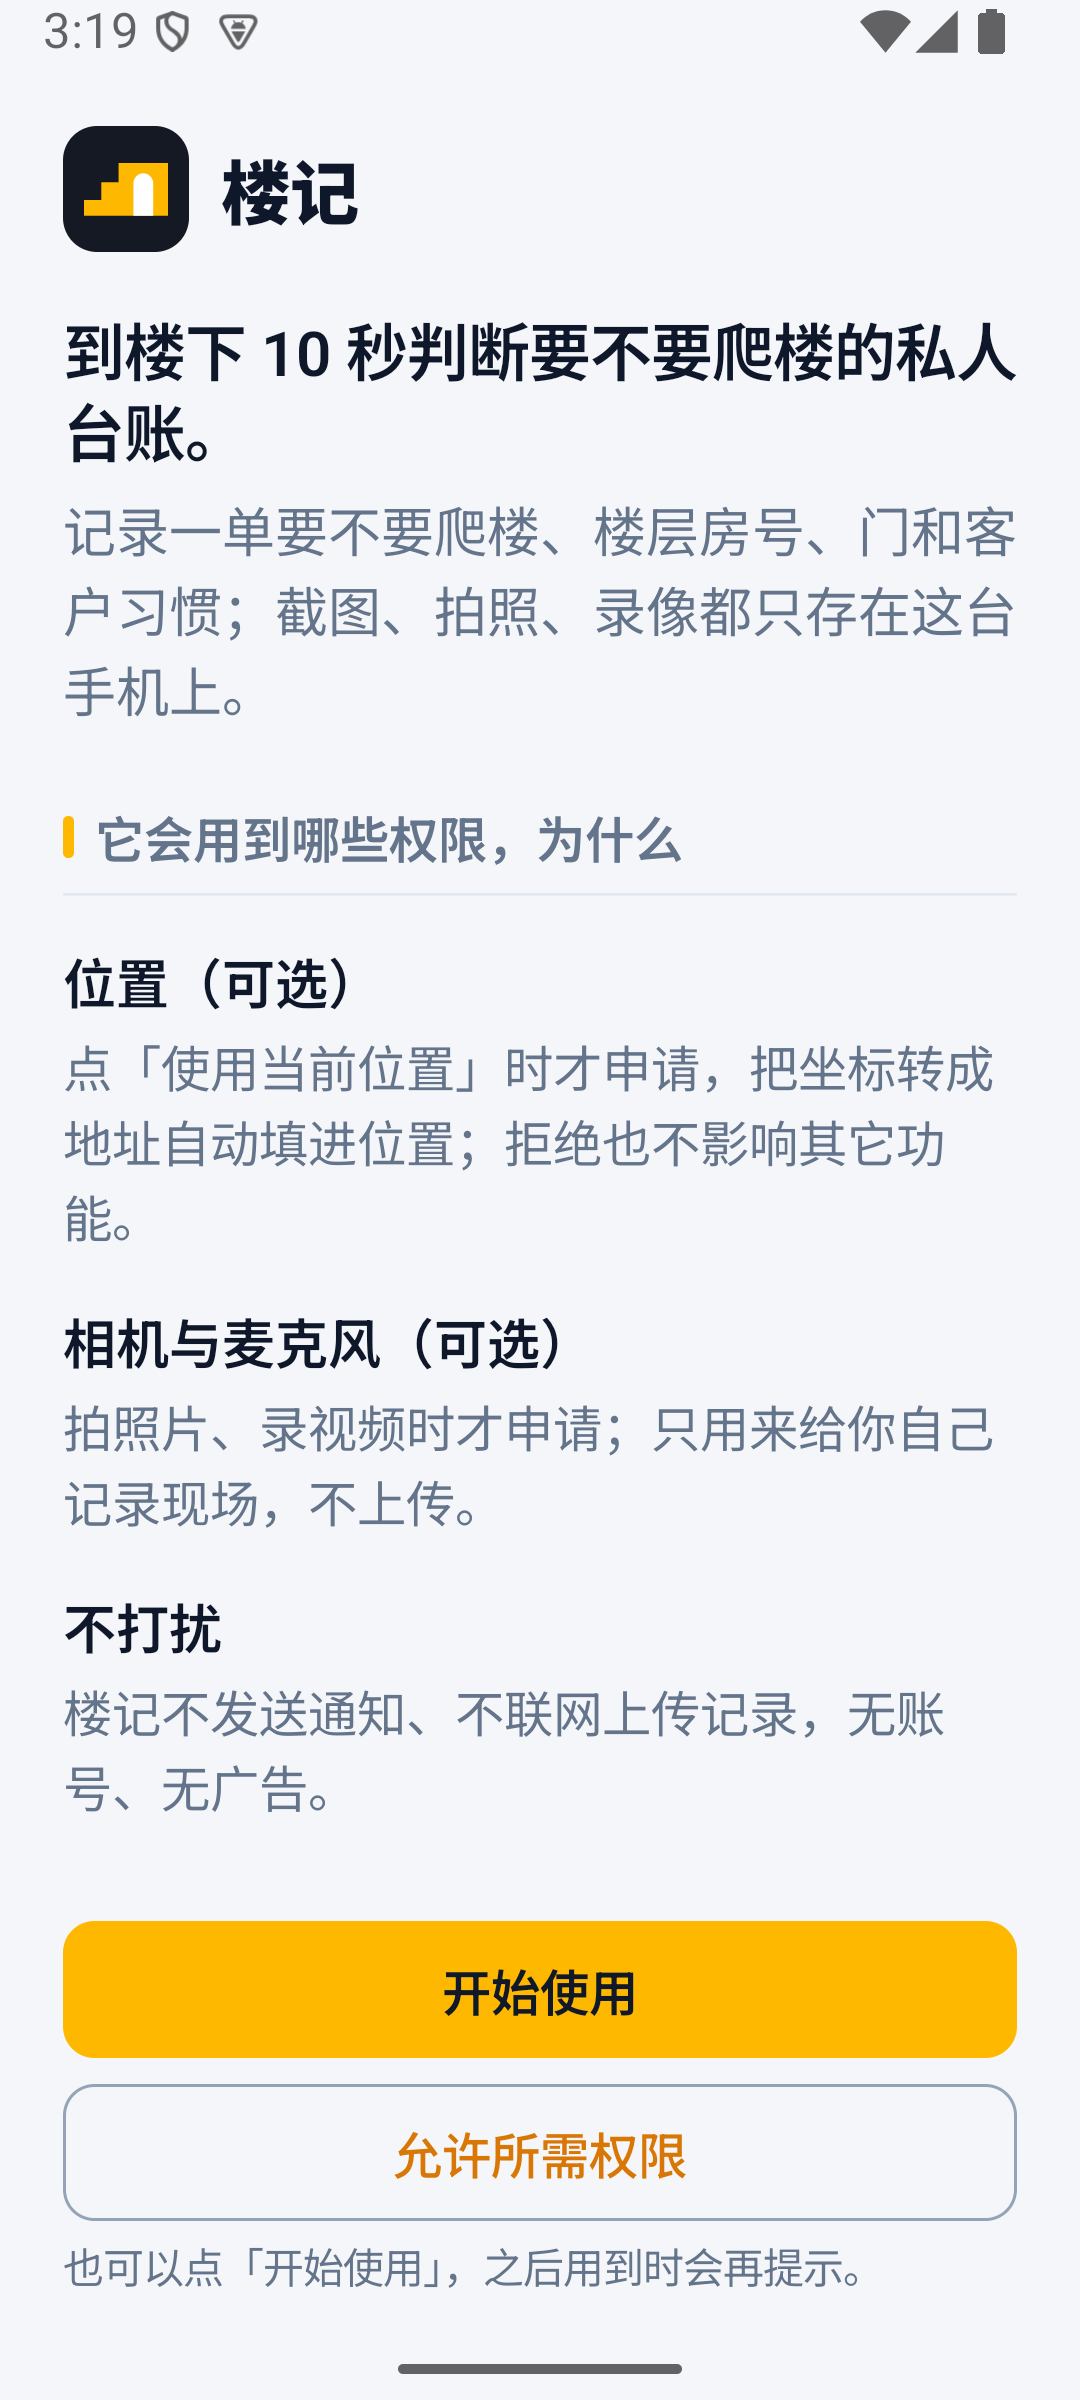 3:19
楼记
到楼下 10 秒判断要不要爬楼的私人
台账。
记录一单要不要爬楼、楼层房号、门和客
户习惯；截图、拍照、录像都只存在这台
手机上。
它会用到哪些权限，为什么
位置（可选）
点「使用当前位置」时才申请，把坐标转成
地址自动填进位置；拒绝也不影响其它功
能。
相机与麦克风（可选）
拍照片、录视频时才申请；只用来给你自己
记录现场，不上传。
不打扰
楼记不发送通知、不联网上传记录，无账
号、无广告。
开始使用
允许所需权限
也可以点「开始使用」，之后用到时会再提示。